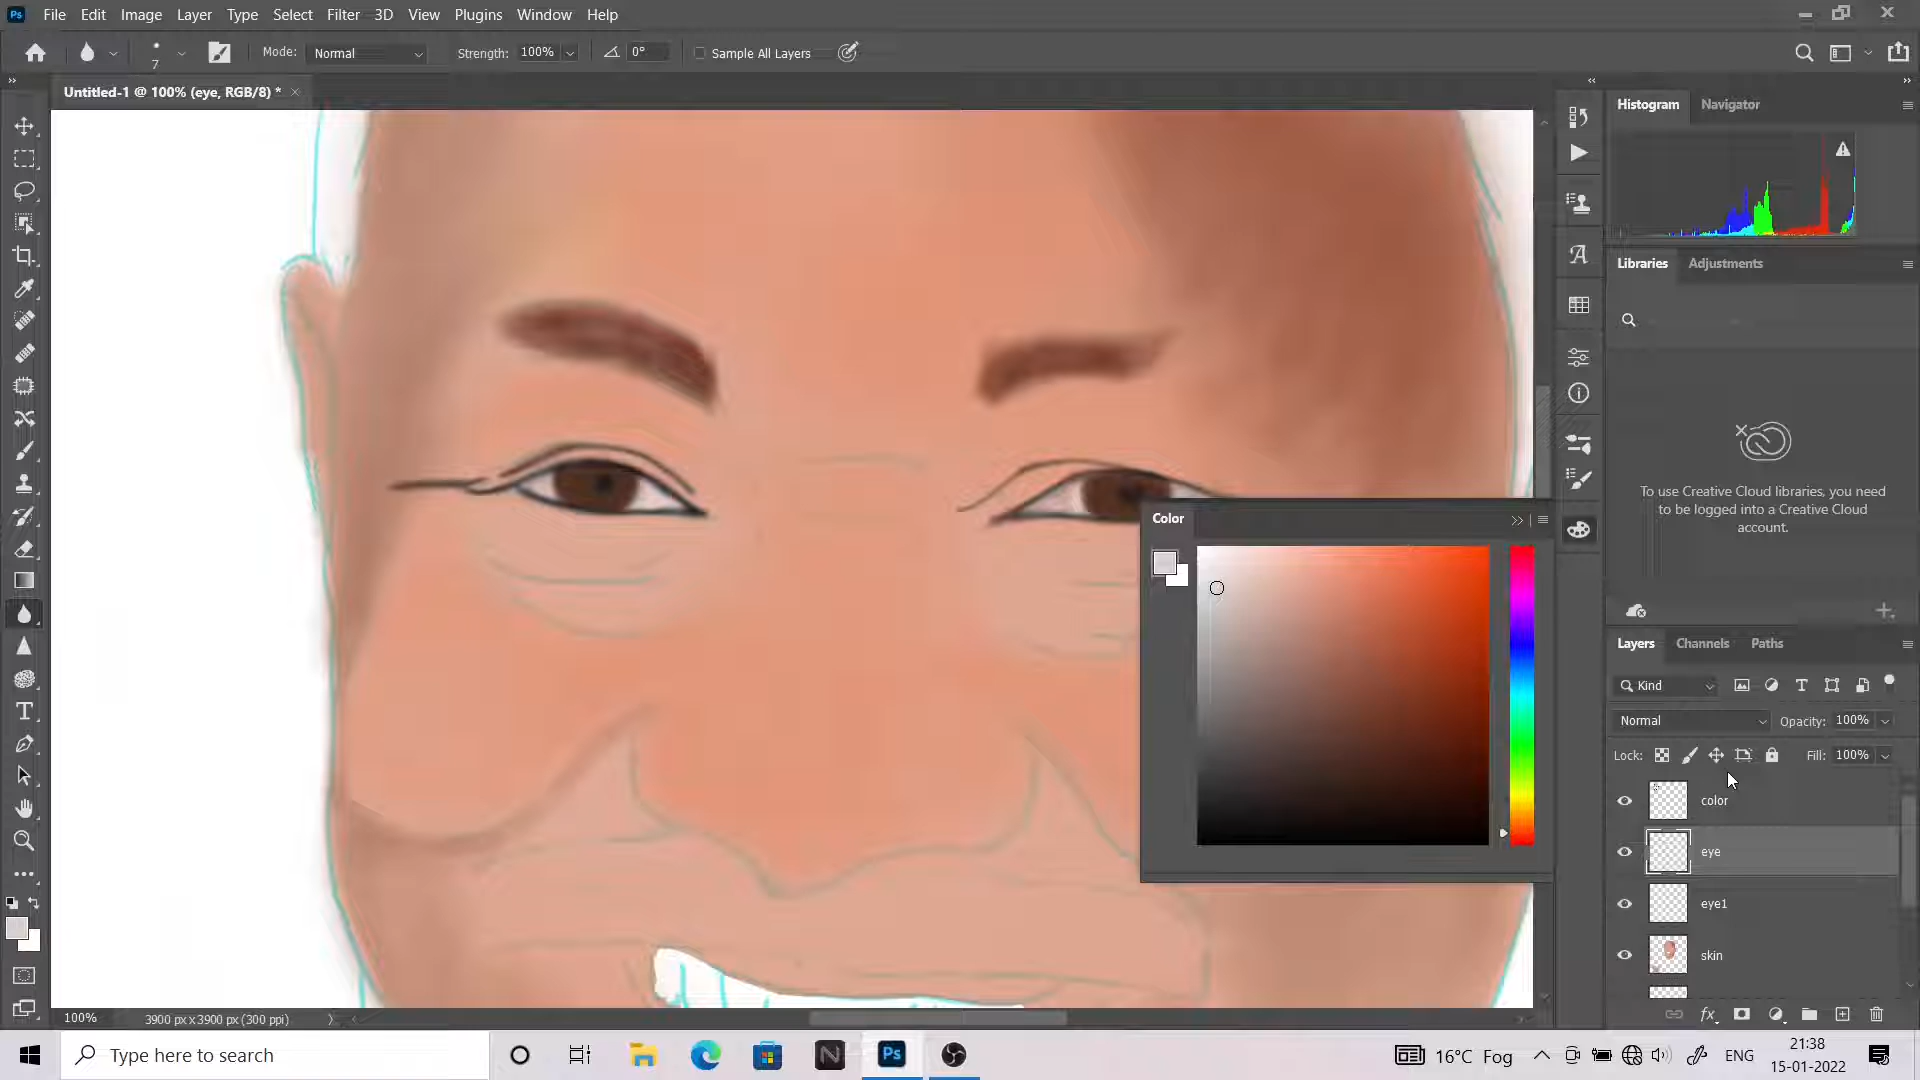 Ps File Edit Image Layer Type Select Filter 3D View Plugins Window Help
7 Mode: Normal Strength: 100% 0° Sample All Layers
Untitled-1 @ 100% (eye, RGB/8) * ×
Histogram Navigator
Libraries Adjustments
To use Creative Cloud libraries, you need
to be logged into a Creative Cloud
account.
Color
Layers Channels Paths
Kind
Normal Opacity: 100%
Lock: Fill: 100%
color
eye
eye1
skin
100% 3900 px x 3900 px (300 ppi)
Type here to search
Ps
16°C Fog
ENG
21:38
15-01-2022